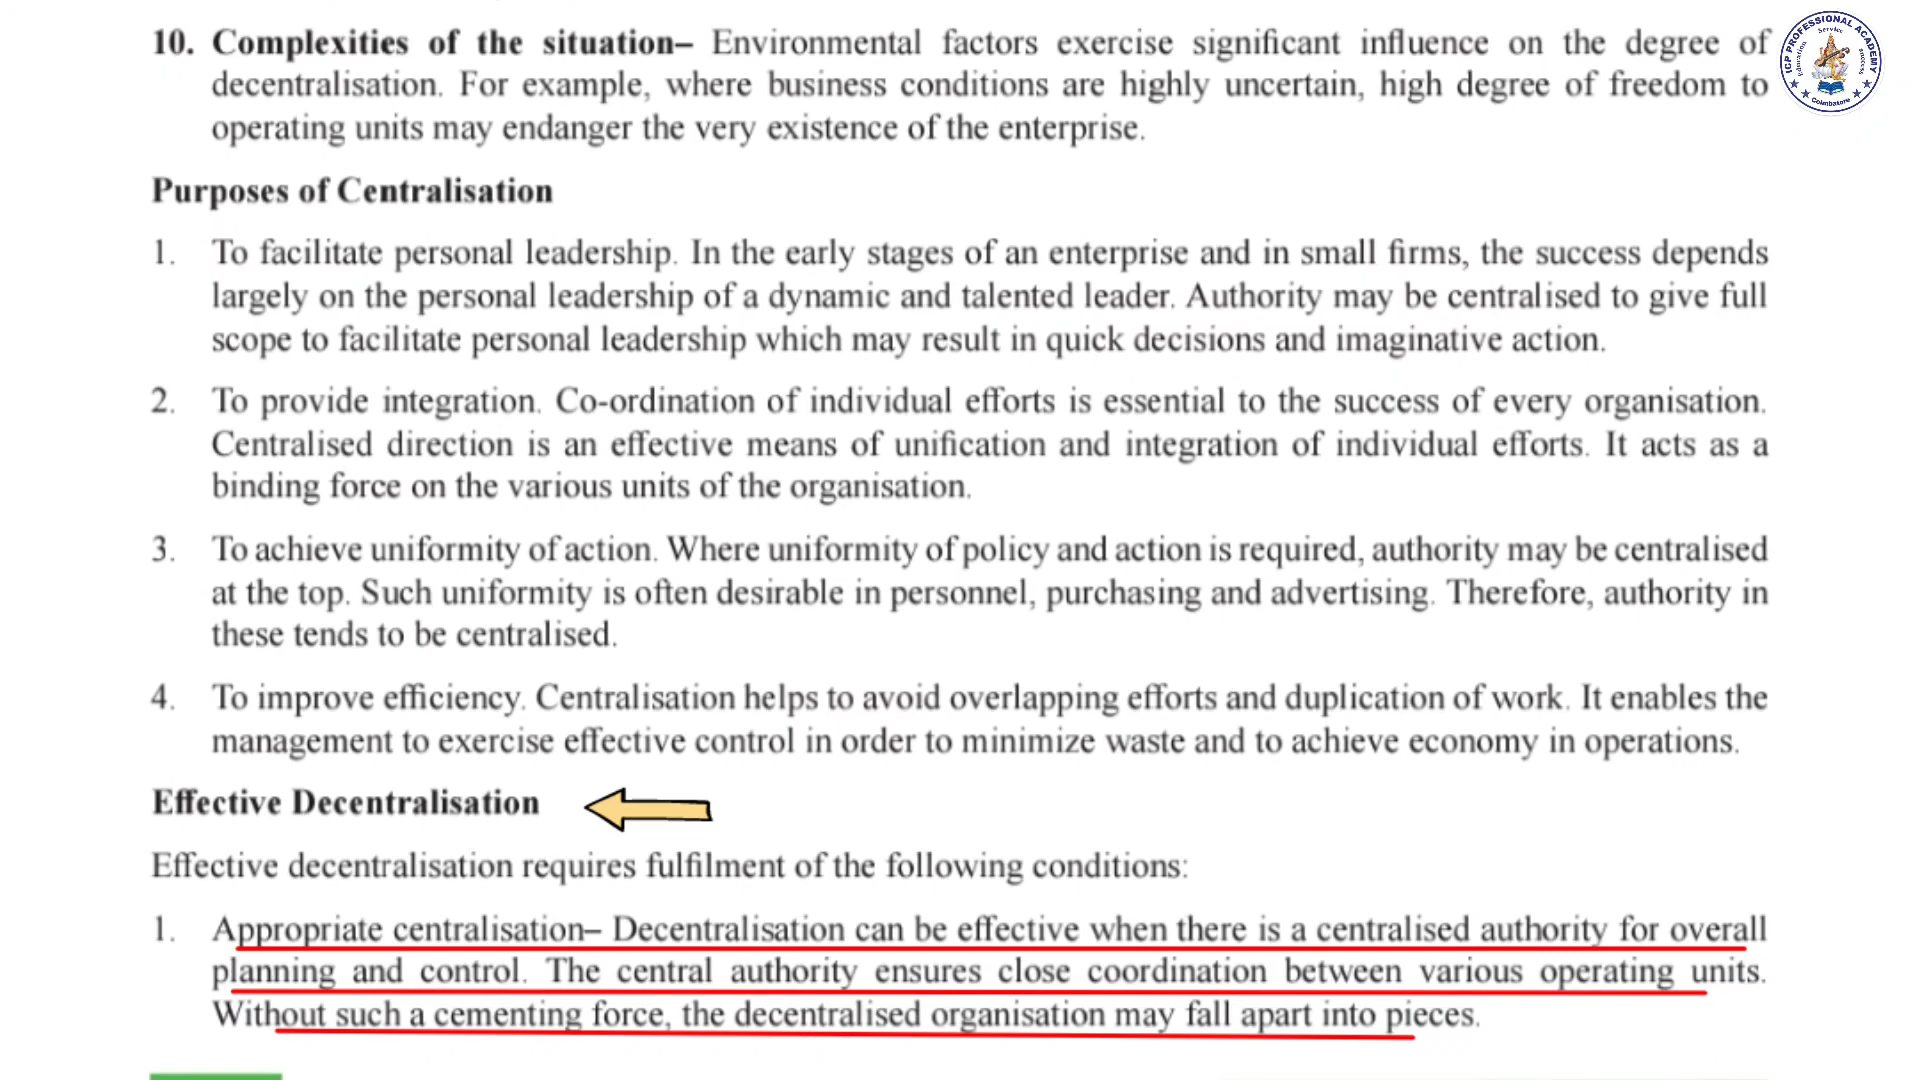 10. Complexities of the situation– Environmental factors exercise significant influence on the degree of
decentralisation. For example, where business conditions are highly uncertain, high degree of freedom to
operating units may endanger the very existence of the enterprise.
ICP PROFESSIONAL ACADEMY
Service
Education
Success
Coimbatore
Purposes of Centralisation
1. To facilitate personal leadership. In the early stages of an enterprise and in small firms, the success depends
largely on the personal leadership of a dynamic and talented leader. Authority may be centralised to give full
scope to facilitate personal leadership which may result in quick decisions and imaginative action.
2. To provide integration. Co-ordination of individual efforts is essential to the success of every organisation.
Centralised direction is an effective means of unification and integration of individual efforts. It acts as a
binding force on the various units of the organisation.
3. To achieve uniformity of action. Where uniformity of policy and action is required, authority may be centralised
at the top. Such uniformity is often desirable in personnel, purchasing and advertising. Therefore, authority in
these tends to be centralised.
4. To improve efficiency. Centralisation helps to avoid overlapping efforts and duplication of work. It enables the
management to exercise effective control in order to minimize waste and to achieve economy in operations.
Effective Decentralisation
Effective decentralisation requires fulfilment of the following conditions:
1. Appropriate centralisation– Decentralisation can be effective when there is a centralised authority for overall
planning and control. The central authority ensures close coordination between various operating units.
Without such a cementing force, the decentralised organisation may fall apart into pieces.